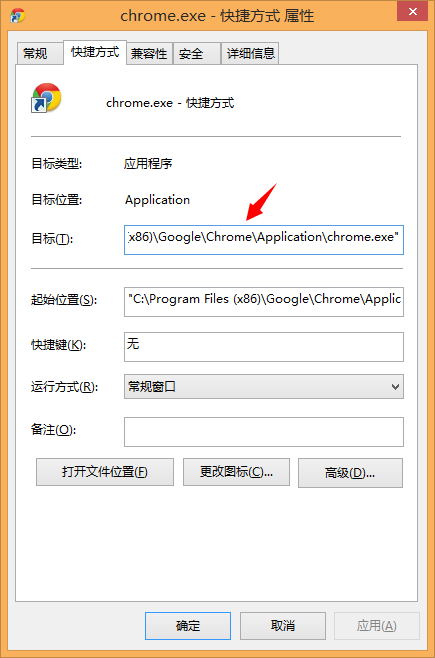 chrome.exe - 快捷方式 属性
常规 快捷方式 兼容性 安全 详细信息
chrome.exe - 快捷方式
目标类型: 应用程序
目标位置: Application
目标(T): x86)\Google\Chrome\Application\chrome.exe"
起始位置(S): "C:\Program Files (x86)\Google\Chrome\Applic
快捷键(K): 无
运行方式(R): 常规窗口
备注(O):
打开文件位置(F) 更改图标(C)... 高级(D)...
确定 取消 应用(A)